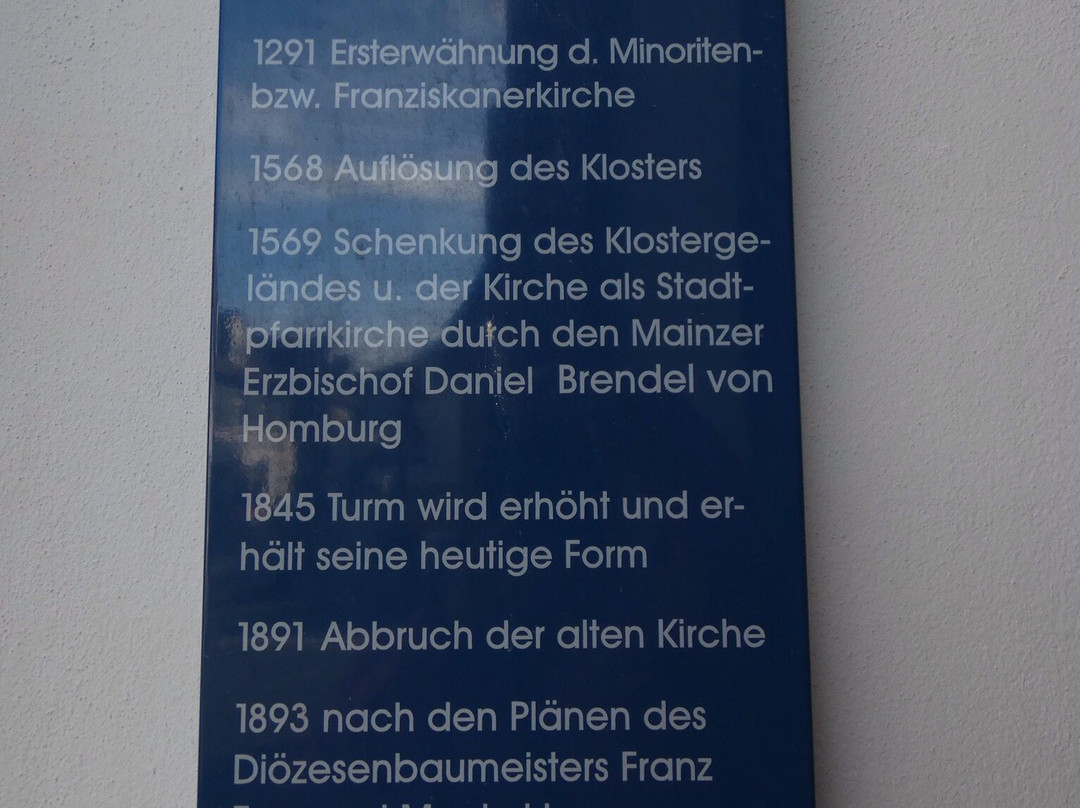 1291 Ersterwähnung d. Minoriten-
bzw. Franziskanerkirche
1568 Auflösung des Klosters
1569 Schenkung des Klosterge-
ländes u. der Kirche als Stadt-
pfarrkirche durch den Mainzer
Erzbischof Daniel Brendel von
Homburg
1845 Turm wird erhöht und er-
hält seine heutige Form
1891 Abbruch der alten Kirche
1893 nach den Plänen des
Diözesenbaumeisters Franz